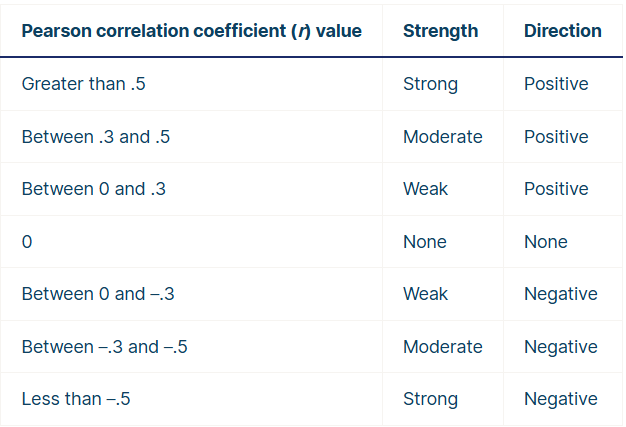 Pearson correlation coefficient (r) value Strength Direction
Greater than .5 Strong Positive
Between .3 and .5 Moderate Positive
Between 0 and .3 Weak Positive
0 None None
Between 0 and –.3 Weak Negative
Between –.3 and –.5 Moderate Negative
Less than –.5 Strong Negative